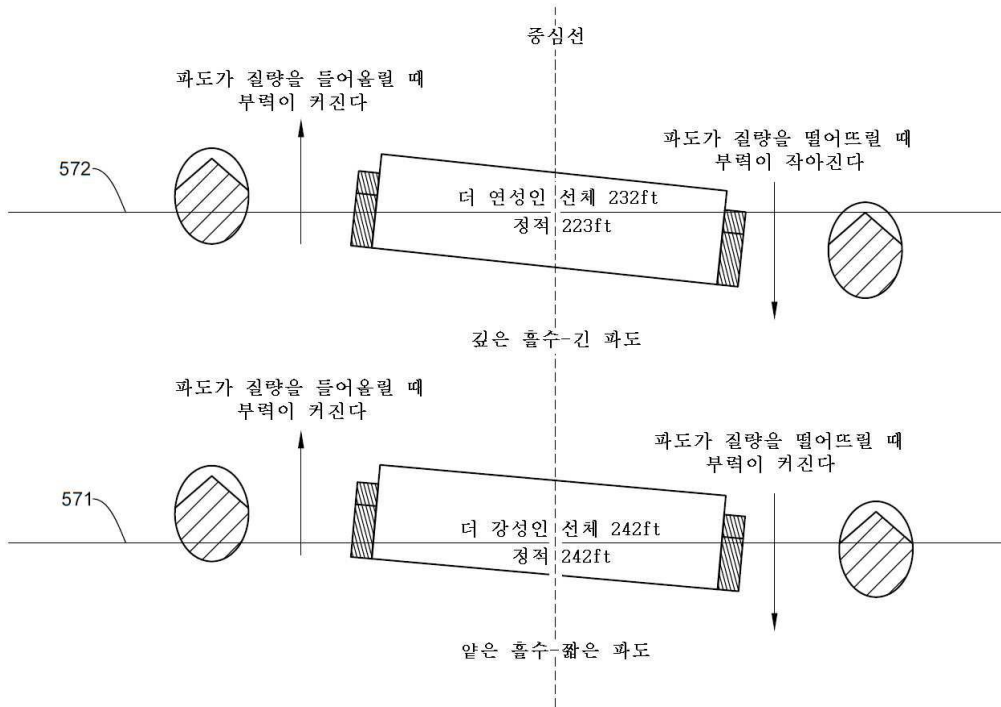 중심선
파도가 질량을 들어올릴 때
부력이 커진다
파도가 질량을 떨어뜨릴 때
부력이 작아진다
572
더 연성인 선체 232ft
정적 223ft
깊은 흘수-긴 파도
파도가 질량을 들어올릴 때
부력이 커진다
파도가 질량을 떨어뜨릴 때
부력이 커진다
571
더 강성인 선체 242ft
정적 242ft
얕은 흘수-짧은 파도